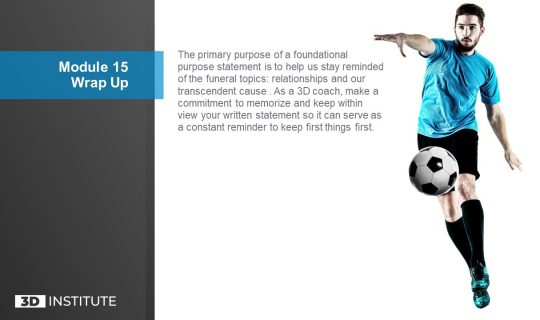 Module 15
Wrap Up
The primary purpose of a foundational
purpose statement is to help us stay reminded
of the funeral topics: relationships and our
transcendent cause . As a 3D coach, make a
commitment to memorize and keep within
view your written statement so it can serve as
a constant reminder to keep first things first.
3D INSTITUTE